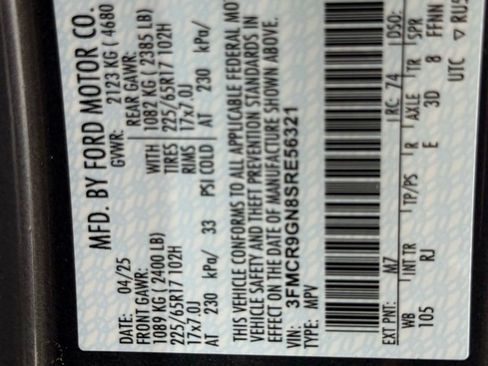 MFD. BY FORD MOTOR CO.
DATE: 04/25 GVWR: 2123 KG ( 4680
FRONT GAWR: REAR GAWR:
1089 KG ( 2400 LB) WITH 1082 KG ( 2385 LB)
225/65R17 102H TIRES 225/65R17 102H
17x7.0J RIMS 17x7.0J
AT 230 kPa/ 33 PSI COLD AT 230 kPa/
THIS VEHICLE CONFORMS TO ALL APPLICABLE FEDERAL MOT
VEHICLE SAFETY AND THEFT PREVENTION STANDARDS IN
EFFECT ON THE DATE OF MANUFACTURE SHOWN ABOVE.
VIN: 3FMCR9GN8SRE56321
TYPE: MPV
EXT PNT: M7 RC: 74 DSO:
WB INT TR TP/PS R AXLE TR SPR
105 RJ E 3D 8 FFNN
UTC